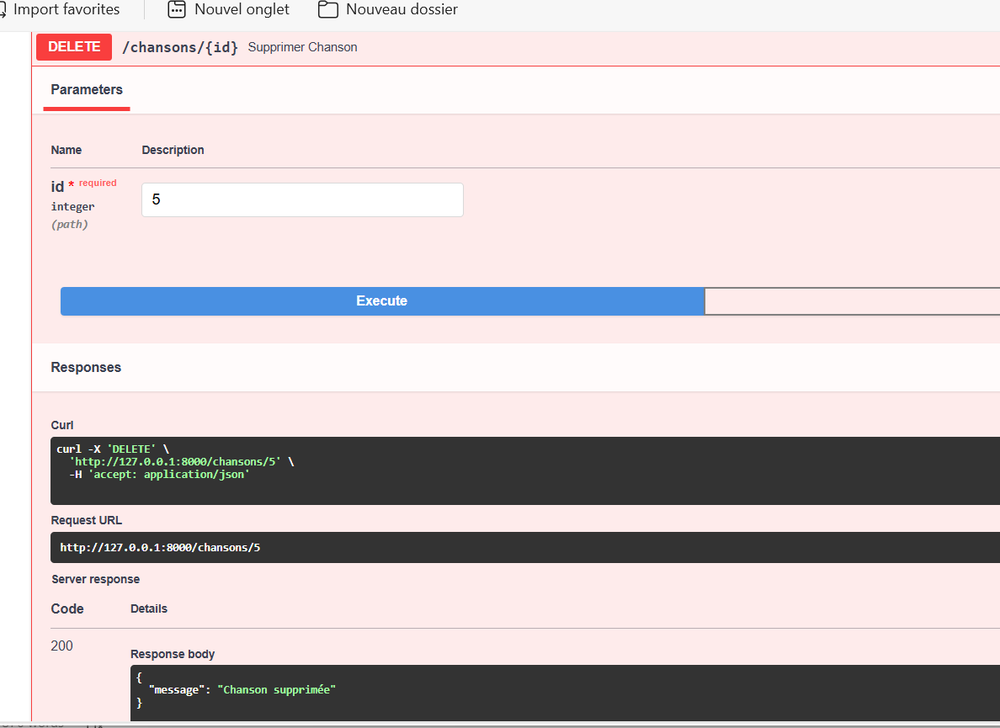 Import favorites Nouvel onglet Nouveau dossier
DELETE /chansons/{id} Supprimer Chanson
Parameters
Name Description
id * required
5
integer
(path)
Execute
Responses
Curl
curl -X 'DELETE' \
'http://127.0.0.1:8000/chansons/5' \
-H 'accept: application/json'
Request URL
http://127.0.0.1:8000/chansons/5
Server response
Code Details
200
Response body
{
"message": "Chanson supprimée"
}